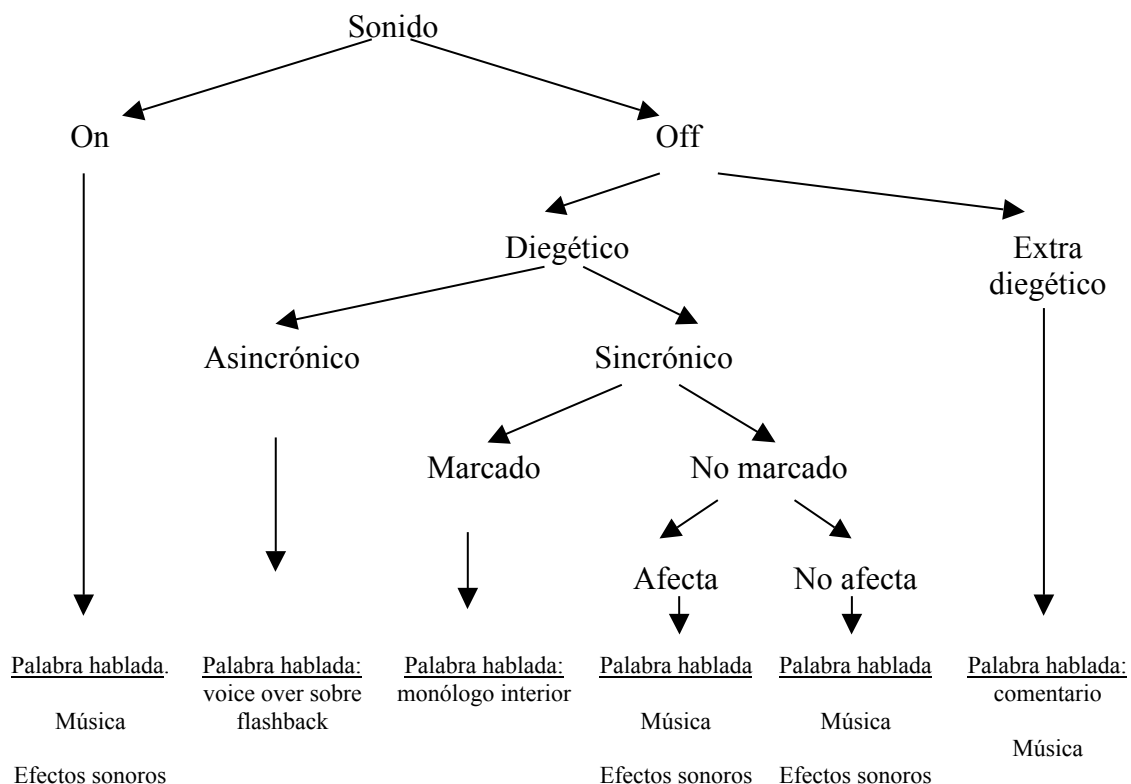 Sonido
On
Off
Diegético
Extra
diegético
Asincrónico
Sincrónico
Marcado
No marcado
Afecta
No afecta
Palabra hablada.
Música
Efectos sonoros
Palabra hablada:
voice over sobre
flashback
Palabra hablada:
monólogo interior
Palabra hablada
Música
Efectos sonoros
Palabra hablada
Música
Efectos sonoros
Palabra hablada:
comentario
Música